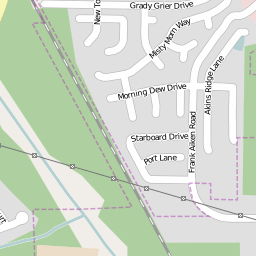 Grady Grier Drive
New To
Misty Morn Way
Morning Dew Drive
Akins Ridge Lane
Frank Aiken Road
Starboard Drive
Port Lane